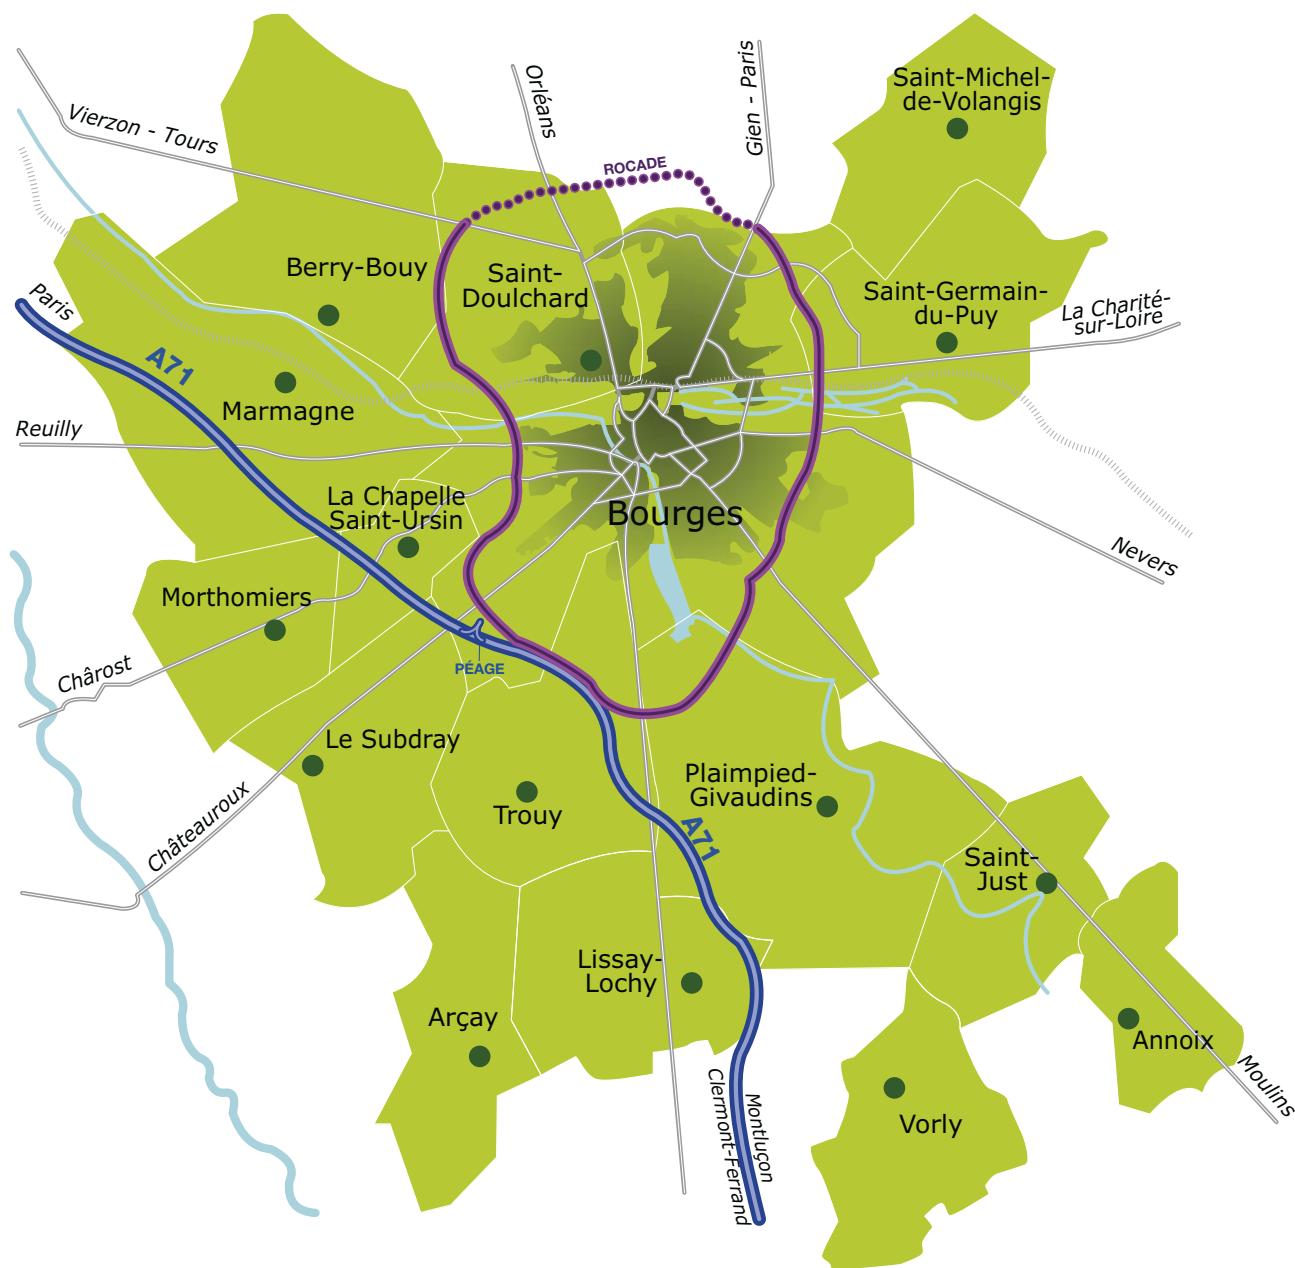 Saint-Michel-
de-Volangis
Orléans
Gien - Paris
Vierzon - Tours
ROCADE
Berry-Bouy
Saint-
Doulchard
Saint-Germain-
du-Puy
La Charité-
sur-Loire
Paris
A71
Marmagne
Reuilly
La Chapelle
Saint-Ursin
Bourges
Nevers
Morthomiers
Chârost
PÉAGE
Le Subdray
Châteauroux
Trouy
Plaimpied-
Givaudins
A71
Saint-
Just
Lissay-
Lochy
Arçay
Annoix
Moulins
Vorly
Montluçon
Clermont-Ferrand